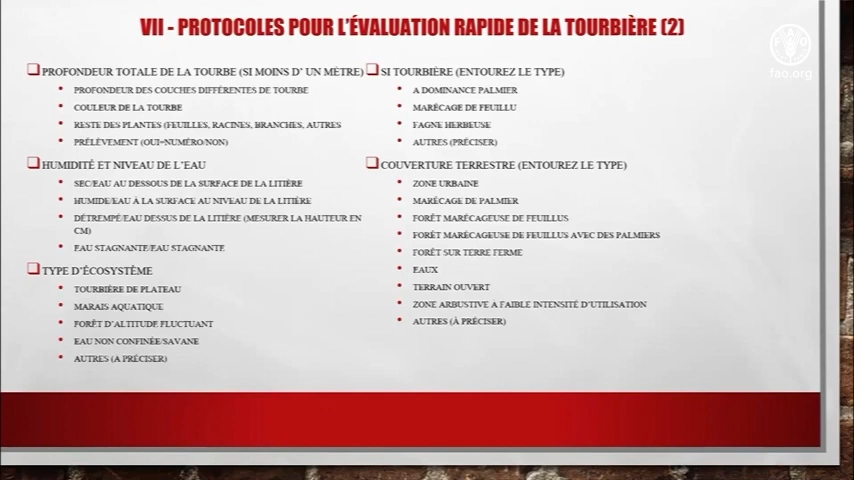 VII - PROTOCOLES POUR L'ÉVALUATION RAPIDE DE LA TOURBIÈRE (2)
FAO
fao.org
PROFONDEUR TOTALE DE LA TOURBE (SI MOINS D' UN MÈTRE)
PROFONDEUR DES COUCHES DIFFÉRENTES DE TOURBE
COULEUR DE LA TOURBE
RESTE DES PLANTES (FEUILLES, RACINES, BRANCHES, AUTRES
PRÉLÈVEMENT (OUI=NUMÉRO/NON)
HUMIDITÉ ET NIVEAU DE L'EAU
SEC/EAU AU DESSOUS DE LA SURFACE DE LA LITIÈRE
HUMIDE/EAU À LA SURFACE AU NIVEAU DE LA LITIÈRE
DÉTREMPÉ/EAU DESSUS DE LA LITIÈRE (MESURER LA HAUTEUR EN
CM)
EAU STAGNANTE/EAU STAGNANTE
TYPE D'ÉCOSYSTÈME
TOURBIÈRE DE PLATEAU
MARAIS AQUATIQUE
FORÊT D'ALTITUDE FLUCTUANT
EAU NON CONFINÉE/SAVANE
AUTRES (A PRÉCISER)
SI TOURBIÈRE (ENTOUREZ LE TYPE)
A DOMINANCE PALMIER
MARÉCAGE DE FEUILLU
FAGNE HERBEUSE
AUTRES (PRÉCISER)
COUVERTURE TERRESTRE (ENTOUREZ LE TYPE)
ZONE URBAINE
MARÉCAGE DE PALMIER
FORÊT MARÉCAGEUSE DE FEUILLUS
FORÊT MARÉCAGEUSE DE FEUILLUS AVEC DES PALMIERS
FORÊT SUR TERRE FERME
EAUX
TERRAIN OUVERT
ZONE ARBUSTIVE A FAIBLE INTENSITÉ D'UTILISATION
AUTRES (À PRÉCISER)